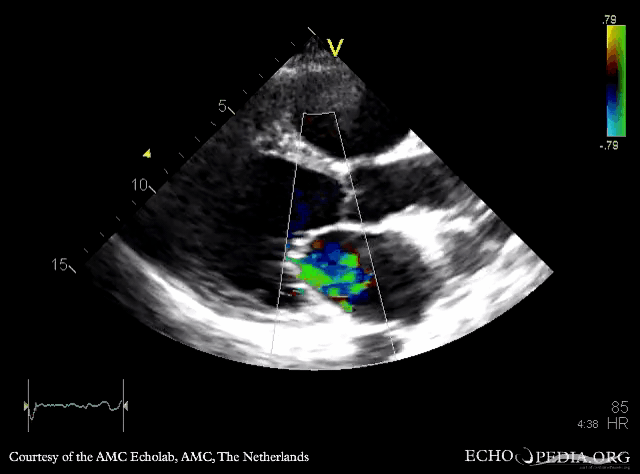 .79
V
-.79
5
10
15
85
4:38 HR
Courtesy of the AMC Echolab, AMC, The Netherlands
ECHOPEDIA.ORG